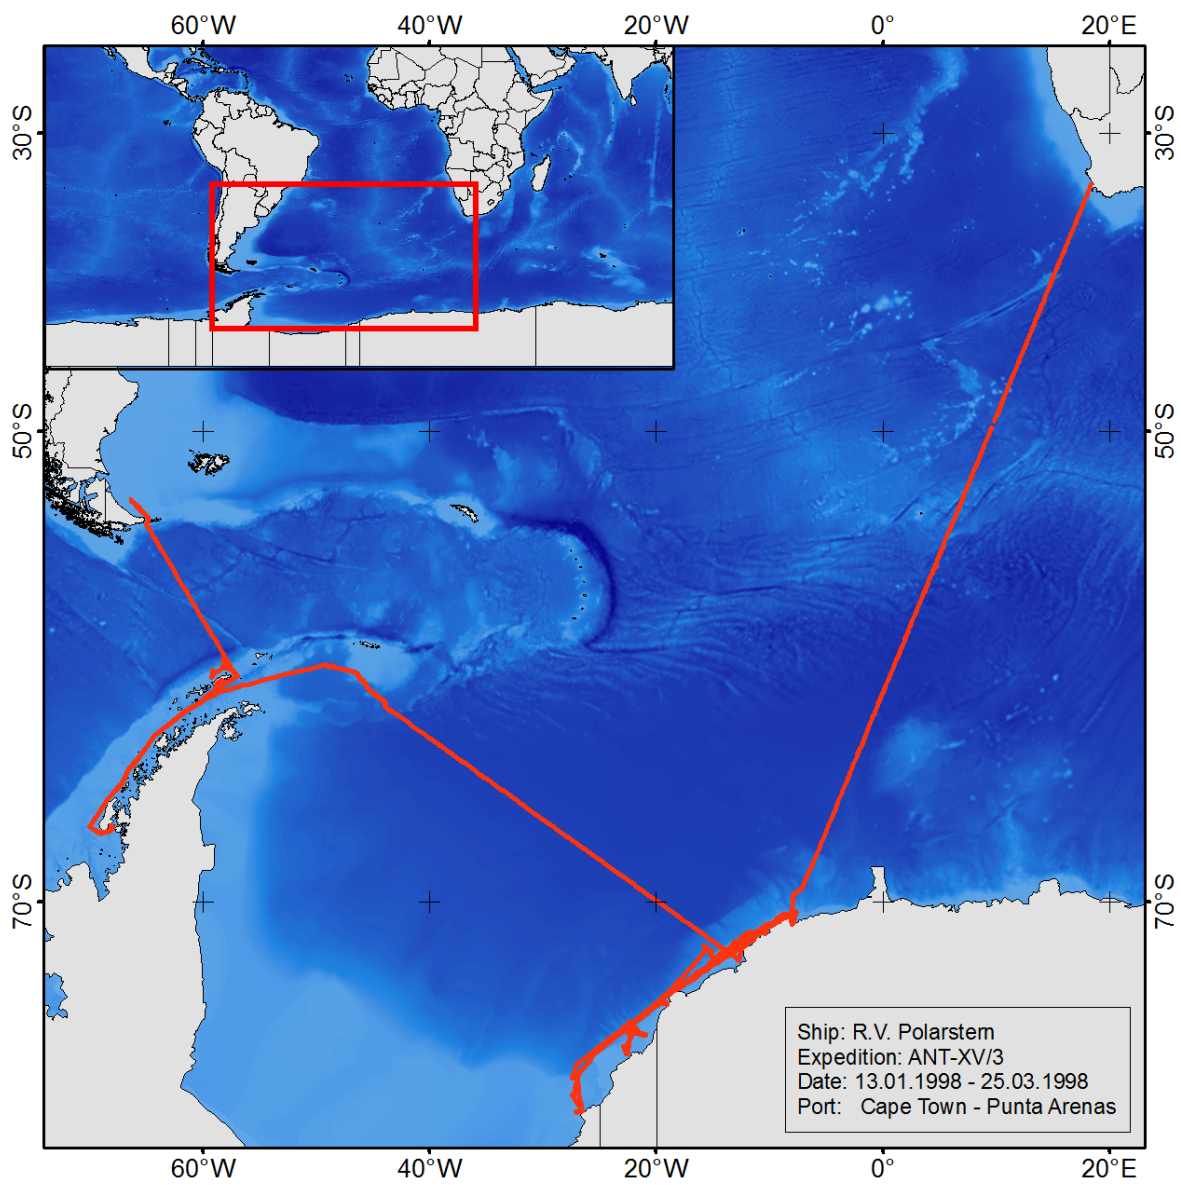 60°W 40°W 20°W 0° 20°E
30°S 30°S
50°S 50°S
70°S 70°S
Ship: R.V. Polarstern
Expedition: ANT-XV/3
Date: 13.01.1998 - 25.03.1998
Port: Cape Town - Punta Arenas
60°W 40°W 20°W 0° 20°E